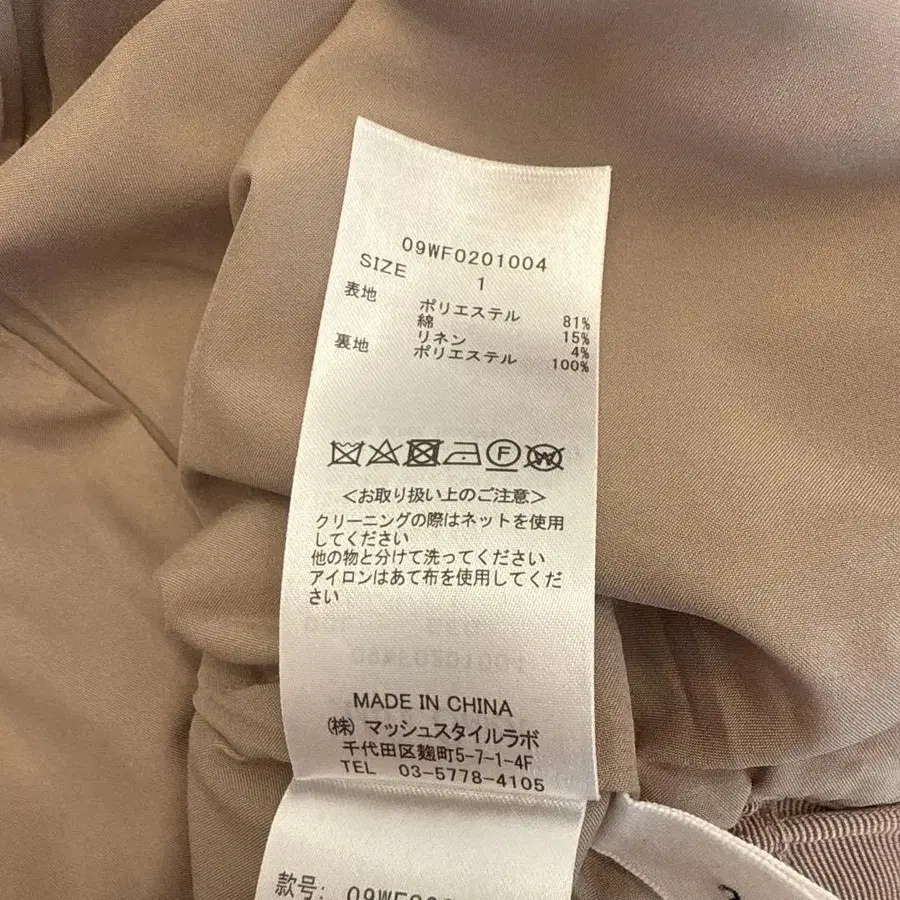 09WF0201004
SIZE 1
表地 ポリエステル 81%
綿 15%
リネン 4%
裏地 ポリエステル 100%
F
W
<お取り扱い上のご注意>
クリーニングの際はネットを使用
してください
他の物と分けて洗ってください
アイロンはあて布を使用してくだ
さい
MADE IN CHINA
(株)マッシュスタイルラボ
千代田区麹町5-7-1-4F
TEL 03-5778-4105
款号: